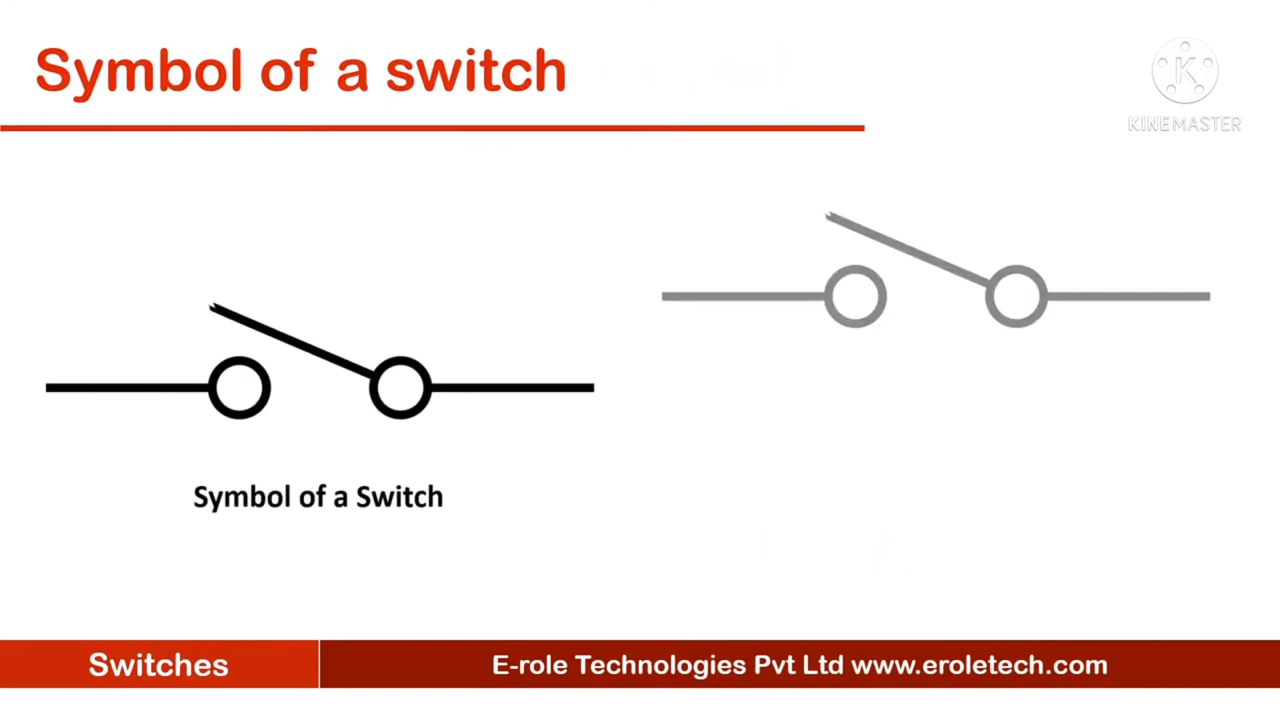 Symbol of a switch
K
KINEMASTER
Symbol of a Switch
Switches
E-role Technologies Pvt Ltd www.eroletech.com